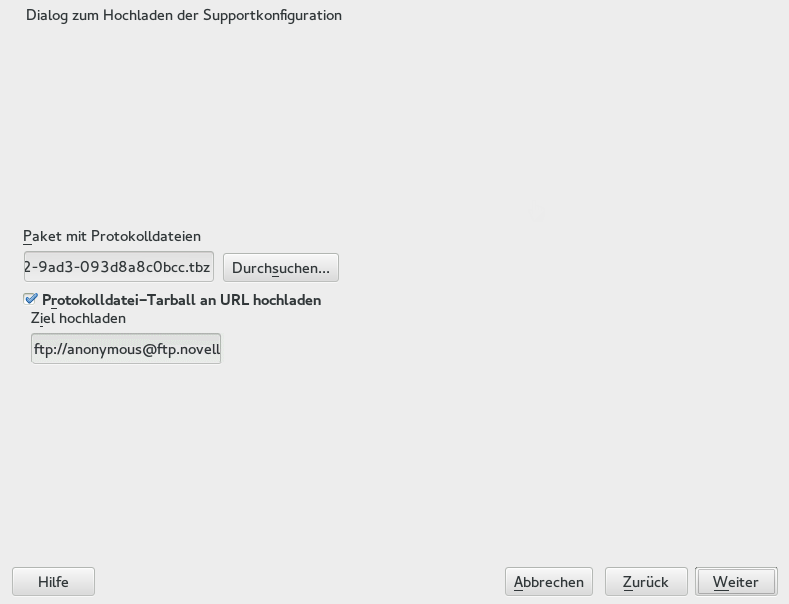 Dialog zum Hochladen der Supportkonfiguration
Paket mit Protokolldateien
2-9ad3-093d8a8c0bcc.tbz
Durchsuchen...
Protokolldatei-Tarball an URL hochladen
Ziel hochladen
ftp://anonymous@ftp.novell
Hilfe
Abbrechen
Zurück
Weiter